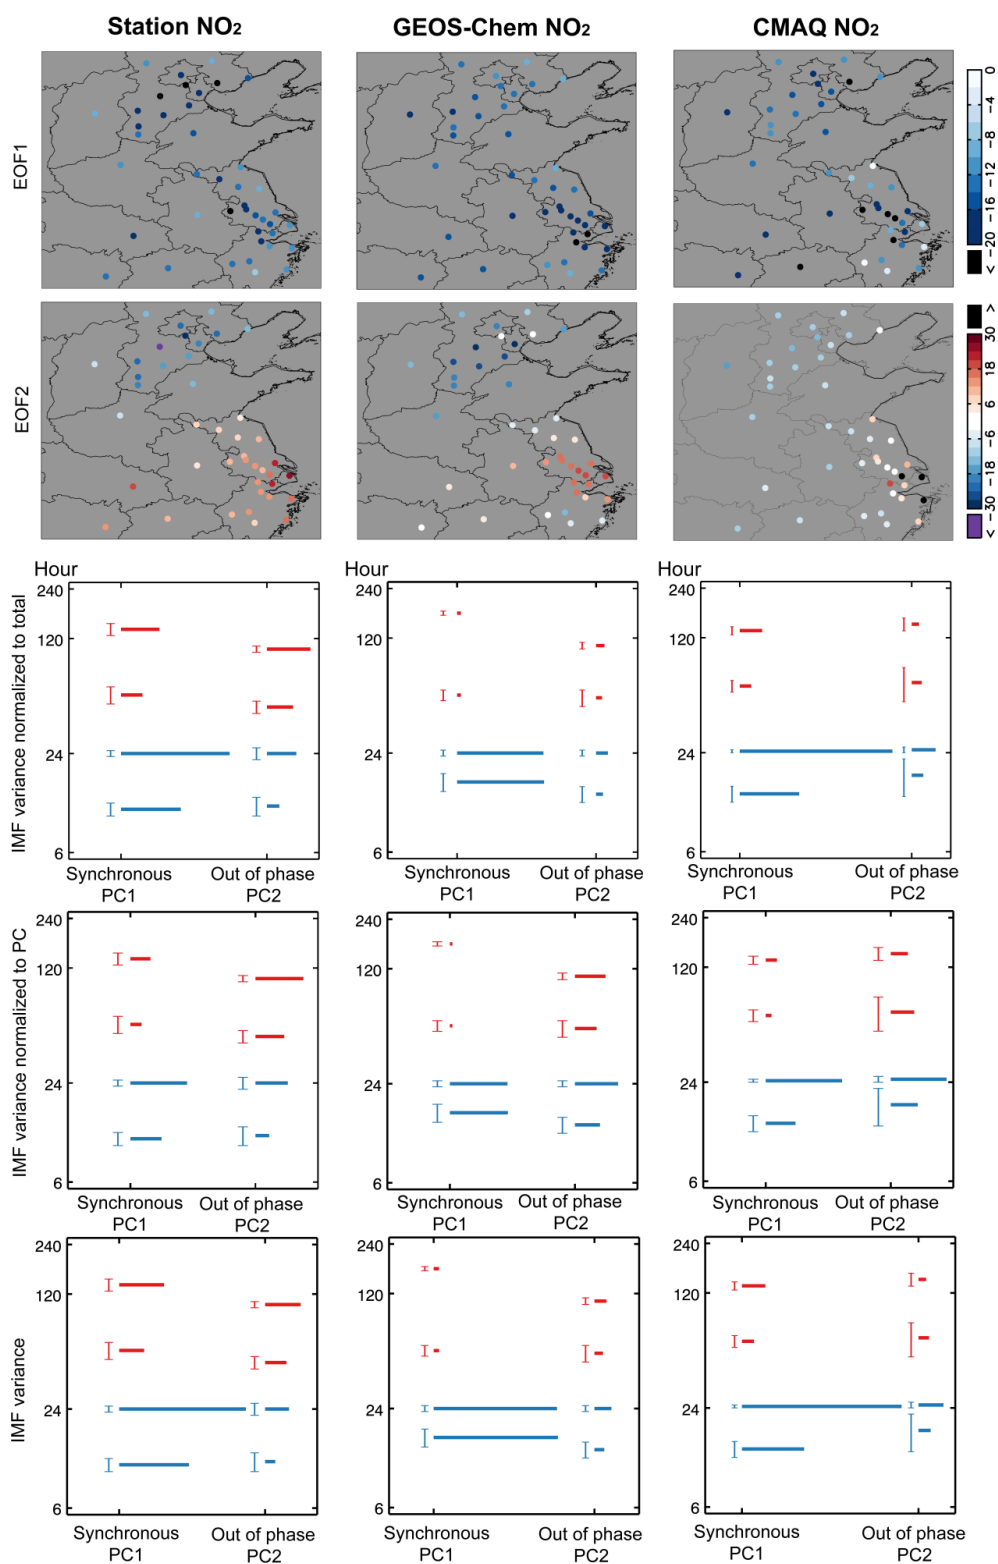 Station NO2
GEOS-Chem NO2
CMAQ NO2
EOF1
0
−4
−8
−12
−16
−20
< −20
EOF2
>
30
18
6
−6
−18
−30
< −
Hour
Hour
Hour
IMF variance normalized to total
240
120
24
6
240
120
24
6
240
120
24
6
Synchronous
PC1
Out of phase
PC2
Synchronous
PC1
Out of phase
PC2
Synchronous
PC1
Out of phase
PC2
IMF variance normalized to PC
240
120
24
6
240
120
24
6
240
120
24
6
Synchronous
PC1
Out of phase
PC2
Synchronous
PC1
Out of phase
PC2
Synchronous
PC1
Out of phase
PC2
IMF variance
240
120
24
6
240
120
24
6
240
120
24
6
Synchronous
PC1
Out of phase
PC2
Synchronous
PC1
Out of phase
PC2
Synchronous
PC1
Out of phase
PC2